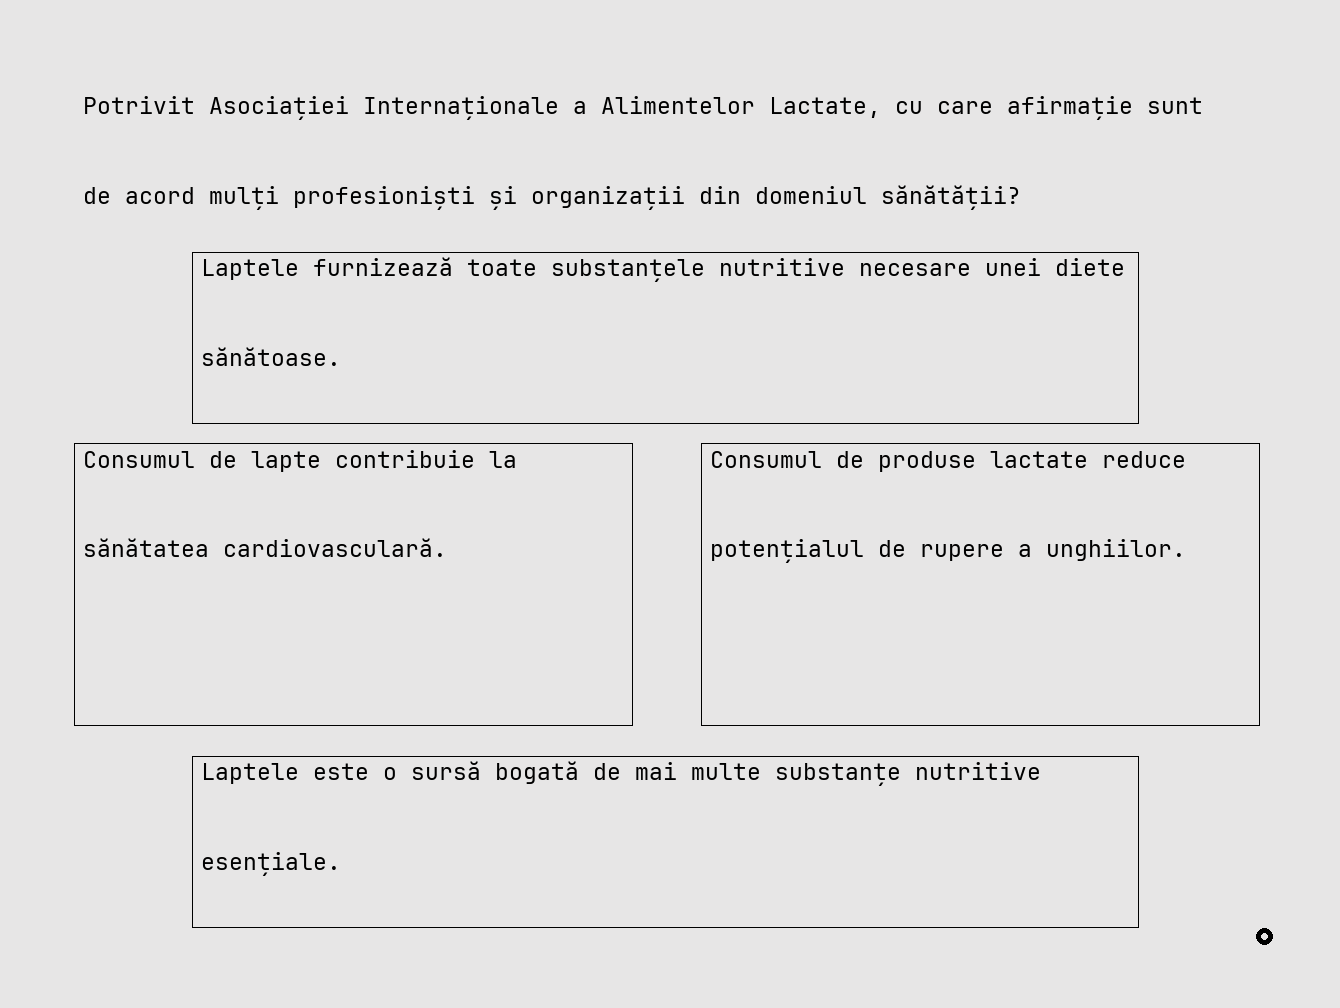 Potrivit Asociației Internaționale a Alimentelor Lactate, cu care afirmație sunt
de acord mulți profesioniști și organizații din domeniul sănătății?
Laptele furnizează toate substanțele nutritive necesare unei diete
sănătoase.
Consumul de lapte contribuie la
sănătatea cardiovasculară.
Consumul de produse lactate reduce
potențialul de rupere a unghiilor.
Laptele este o sursă bogată de mai multe substanțe nutritive
esențiale.